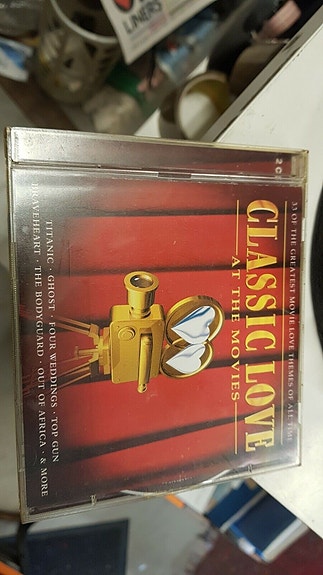 LINERS
33 OF THE GREATEST MOVIE LOVE THEMES OF ALL TIME
CLASSIC LOVE
AT THE MOVIES
TITANIC · GHOST · FOUR WEDDINGS · TOP GUN
BRAVEHEART · THE BODYGUARD · OUT OF AFRICA · & MORE